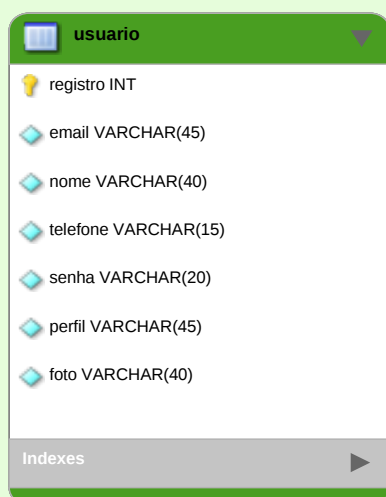 usuario
registro INT
email VARCHAR(45)
nome VARCHAR(40)
telefone VARCHAR(15)
senha VARCHAR(20)
perfil VARCHAR(45)
foto VARCHAR(40)
Indexes